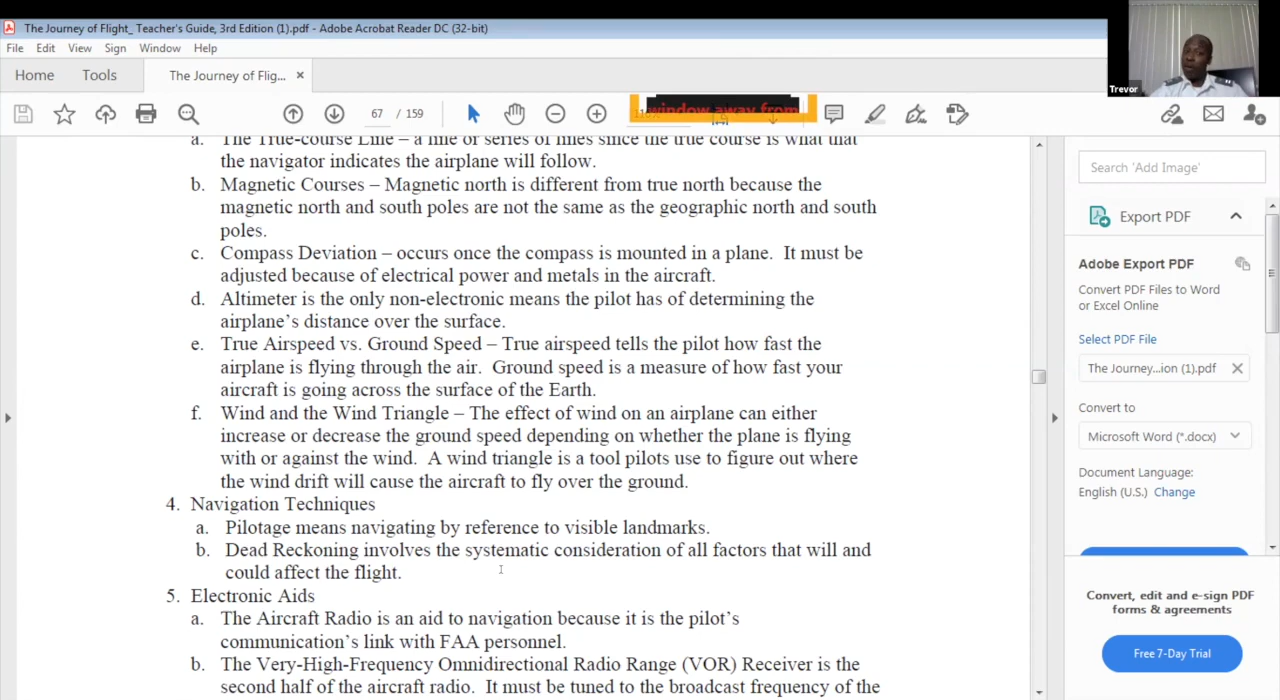 The Journey of Flight_ Teacher's Guide, 3rd Edition (1).pdf - Adobe Acrobat Reader DC (32-bit)
File Edit View Sign Window Help
Home Tools The Journey of Flig... ×
67 / 159
window away from
Trevor
a. The True-course Line – a line or series of lines since the true course is what that
the navigator indicates the airplane will follow.
b. Magnetic Courses – Magnetic north is different from true north because the
magnetic north and south poles are not the same as the geographic north and south
poles.
c. Compass Deviation – occurs once the compass is mounted in a plane. It must be
adjusted because of electrical power and metals in the aircraft.
d. Altimeter is the only non-electronic means the pilot has of determining the
airplane's distance over the surface.
e. True Airspeed vs. Ground Speed – True airspeed tells the pilot how fast the
airplane is flying through the air. Ground speed is a measure of how fast your
aircraft is going across the surface of the Earth.
f. Wind and the Wind Triangle – The effect of wind on an airplane can either
increase or decrease the ground speed depending on whether the plane is flying
with or against the wind. A wind triangle is a tool pilots use to figure out where
the wind drift will cause the aircraft to fly over the ground.
4. Navigation Techniques
a. Pilotage means navigating by reference to visible landmarks.
b. Dead Reckoning involves the systematic consideration of all factors that will and
could affect the flight.
5. Electronic Aids
a. The Aircraft Radio is an aid to navigation because it is the pilot's
communication's link with FAA personnel.
b. The Very-High-Frequency Omnidirectional Radio Range (VOR) Receiver is the
second half of the aircraft radio. It must be tuned to the broadcast frequency of the
Search 'Add Image'
Export PDF
Adobe Export PDF
Convert PDF Files to Word
or Excel Online
Select PDF File
The Journey...ion (1).pdf
Convert to
Microsoft Word (*.docx)
Document Language:
English (U.S.) Change
Convert, edit and e-sign PDF
forms & agreements
Free 7-Day Trial